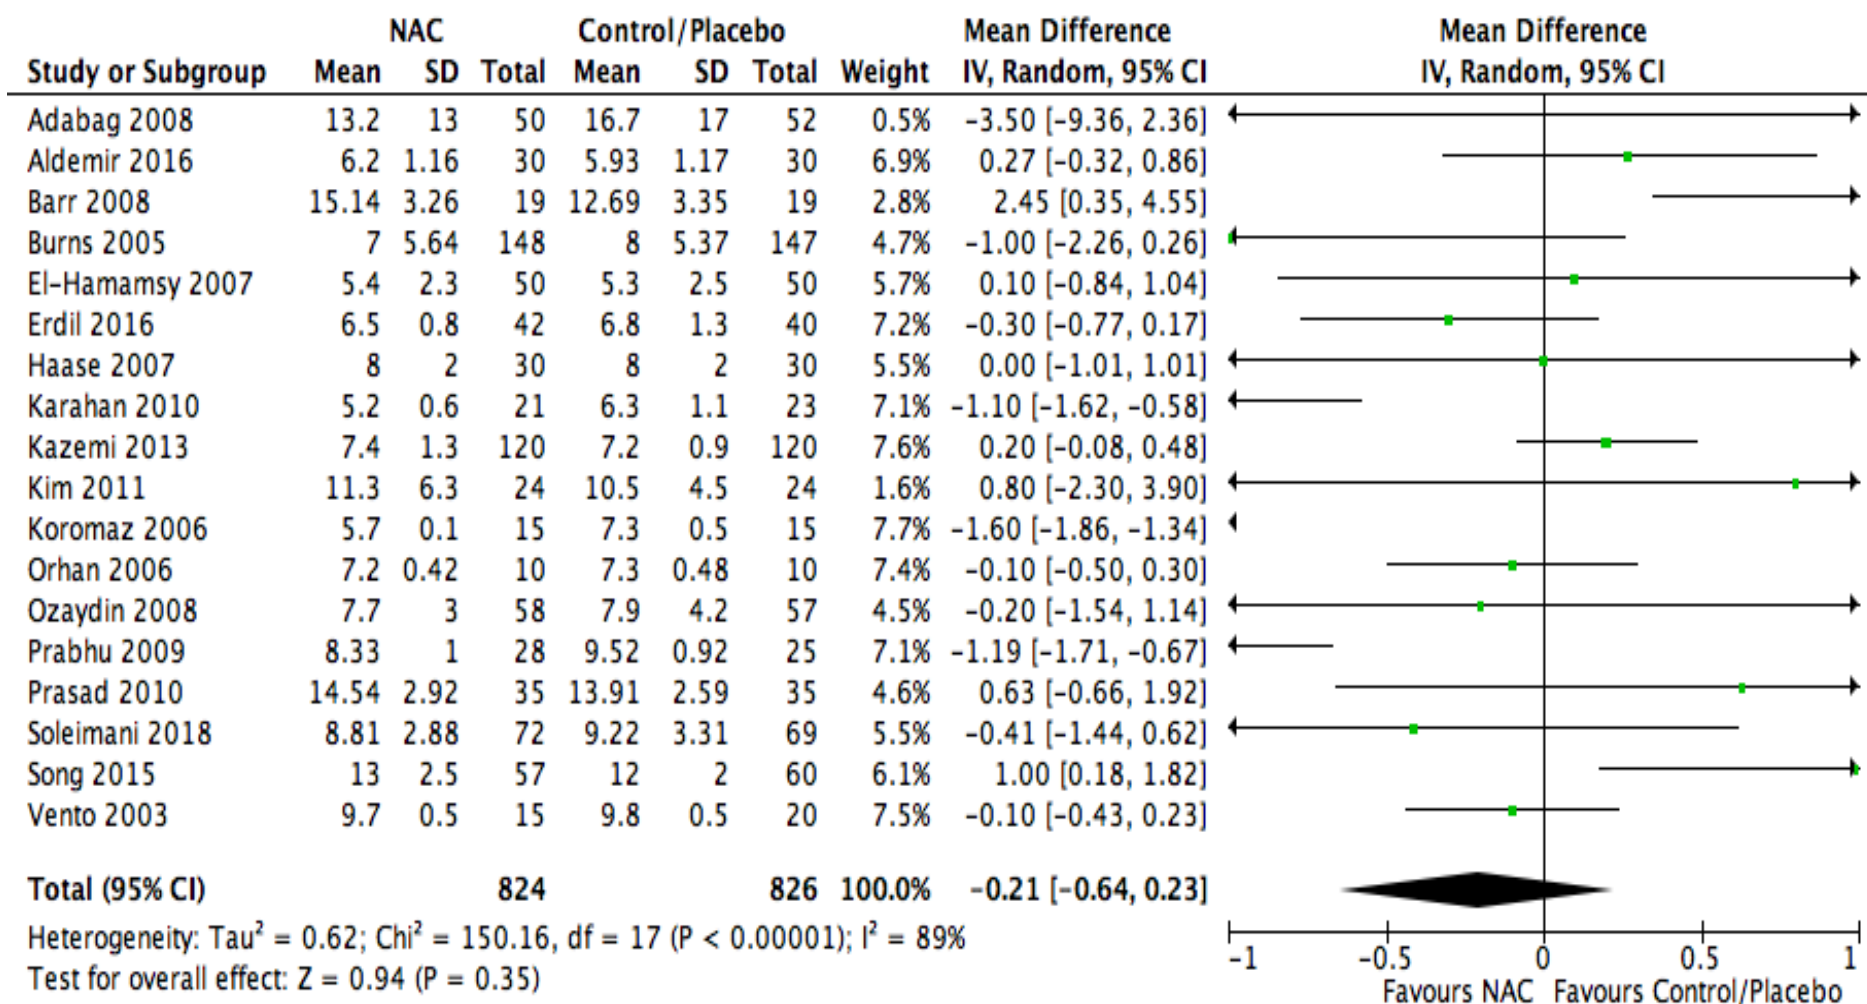 NAC Control/Placebo Mean Difference Mean Difference
Study or Subgroup Mean SD Total Mean SD Total Weight IV, Random, 95% CI IV, Random, 95% CI
Adabag 2008 13.2 13 50 16.7 17 52 0.5% −3.50 [−9.36, 2.36]
Aldemir 2016 6.2 1.16 30 5.93 1.17 30 6.9% 0.27 [−0.32, 0.86]
Barr 2008 15.14 3.26 19 12.69 3.35 19 2.8% 2.45 [0.35, 4.55]
Burns 2005 7 5.64 148 8 5.37 147 4.7% −1.00 [−2.26, 0.26]
El−Hamamsy 2007 5.4 2.3 50 5.3 2.5 50 5.7% 0.10 [−0.84, 1.04]
Erdil 2016 6.5 0.8 42 6.8 1.3 40 7.2% −0.30 [−0.77, 0.17]
Haase 2007 8 2 30 8 2 30 5.5% 0.00 [−1.01, 1.01]
Karahan 2010 5.2 0.6 21 6.3 1.1 23 7.1% −1.10 [−1.62, −0.58]
Kazemi 2013 7.4 1.3 120 7.2 0.9 120 7.6% 0.20 [−0.08, 0.48]
Kim 2011 11.3 6.3 24 10.5 4.5 24 1.6% 0.80 [−2.30, 3.90]
Koromaz 2006 5.7 0.1 15 7.3 0.5 15 7.7% −1.60 [−1.86, −1.34]
Orhan 2006 7.2 0.42 10 7.3 0.48 10 7.4% −0.10 [−0.50, 0.30]
Ozaydin 2008 7.7 3 58 7.9 4.2 57 4.5% −0.20 [−1.54, 1.14]
Prabhu 2009 8.33 1 28 9.52 0.92 25 7.1% −1.19 [−1.71, −0.67]
Prasad 2010 14.54 2.92 35 13.91 2.59 35 4.6% 0.63 [−0.66, 1.92]
Soleimani 2018 8.81 2.88 72 9.22 3.31 69 5.5% −0.41 [−1.44, 0.62]
Song 2015 13 2.5 57 12 2 60 6.1% 1.00 [0.18, 1.82]
Vento 2003 9.7 0.5 15 9.8 0.5 20 7.5% −0.10 [−0.43, 0.23]
Total (95% CI) 824 826 100.0% −0.21 [−0.64, 0.23]
Heterogeneity: Tau² = 0.62; Chi² = 150.16, df = 17 (P < 0.00001); I² = 89%
Test for overall effect: Z = 0.94 (P = 0.35)
−1 −0.5 0 0.5 1
Favours NAC Favours Control/Placebo